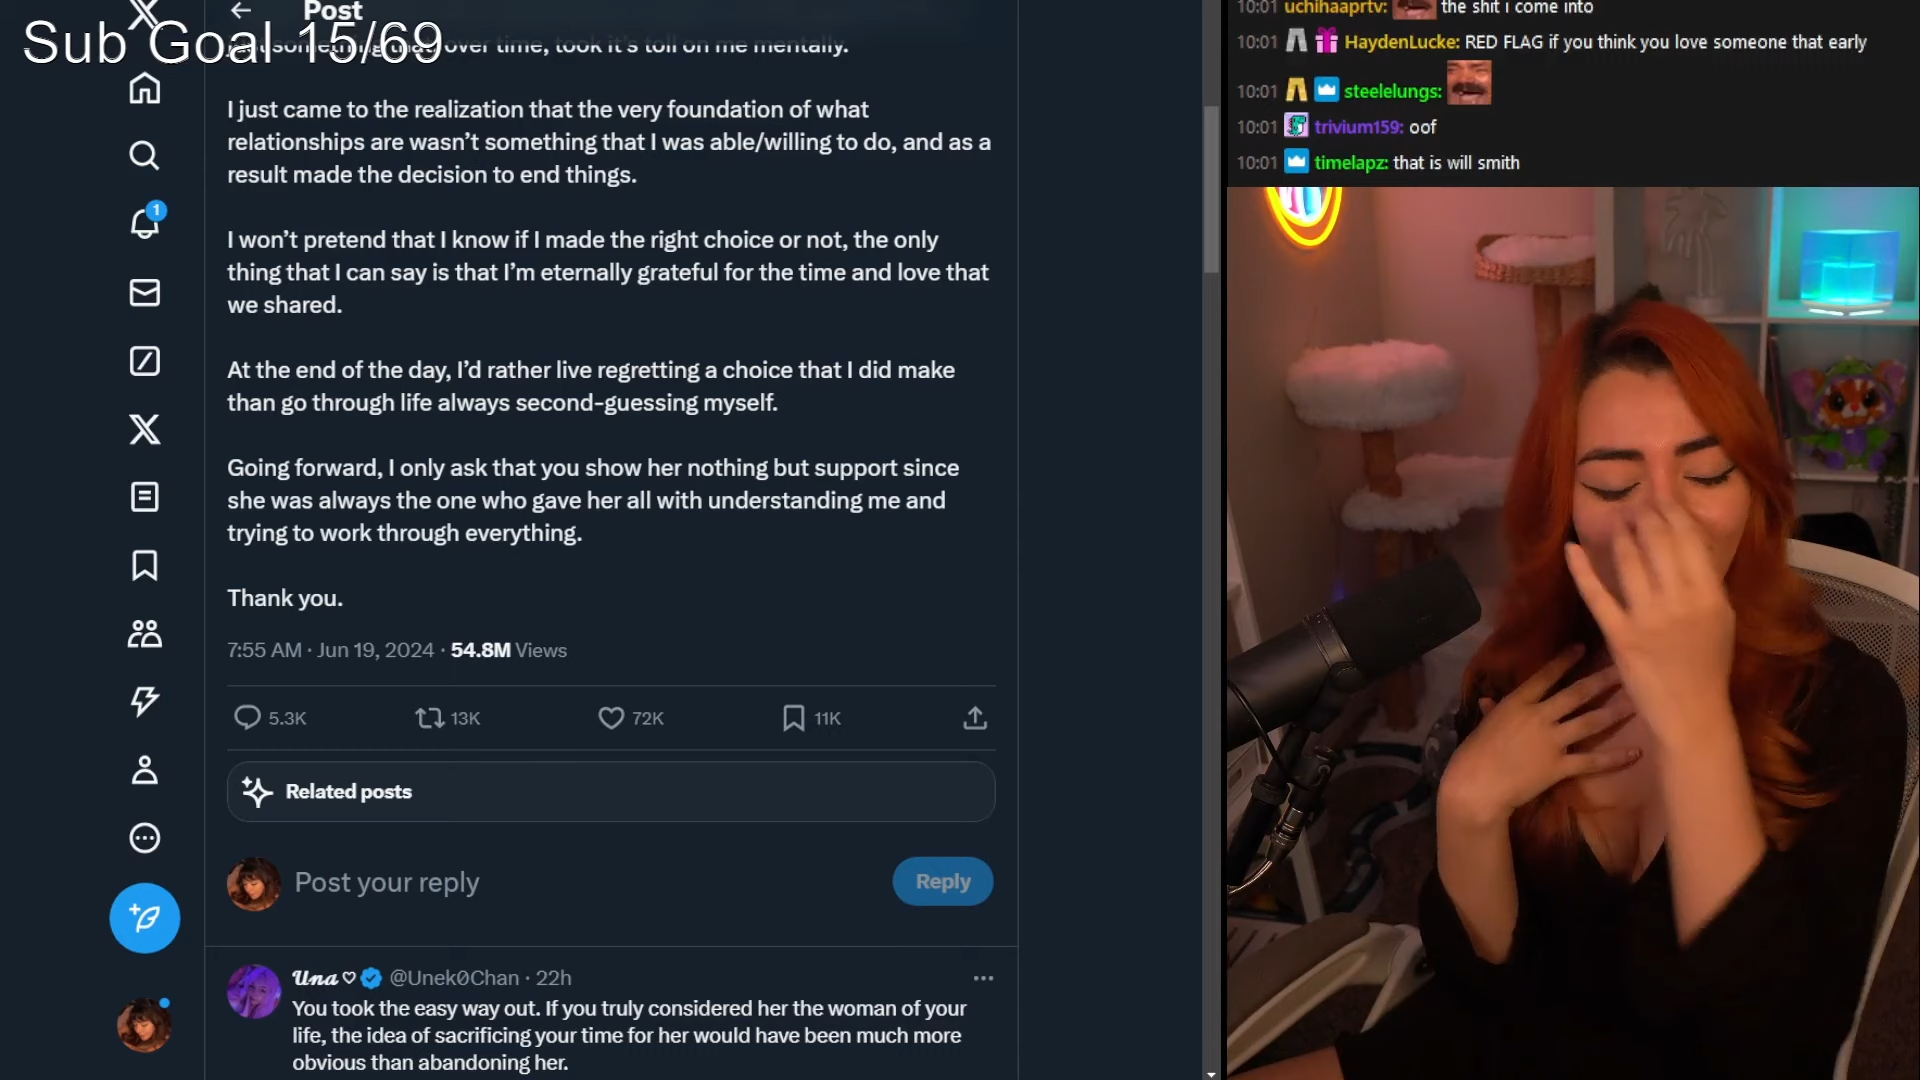 Post
Sub Goal 15/69
over time, took it's toll on me mentally.
I just came to the realization that the very foundation of what
relationships are wasn't something that I was able/willing to do, and as a
result made the decision to end things.
I won't pretend that I know if I made the right choice or not, the only
thing that I can say is that I'm eternally grateful for the time and love that
we shared.
At the end of the day, I'd rather live regretting a choice that I did make
than go through life always second-guessing myself.
Going forward, I only ask that you show her nothing but support since
she was always the one who gave her all with understanding me and
trying to work through everything.
Thank you.
7:55 AM · Jun 19, 2024 · 54.8M Views
5.3K 13K 72K 11K
Related posts
Post your reply
Reply
Una♡ @Unek0Chan · 22h
You took the easy way out. If you truly considered her the woman of your
life, the idea of sacrificing your time for her would have been much more
obvious than abandoning her.
1
10:01 uchihaaprtv: the shit i come into
10:01 HaydenLucke: RED FLAG if you think you love someone that early
10:01 steelelungs:
10:01 trivium159: oof
10:01 timelapz: that is will smith